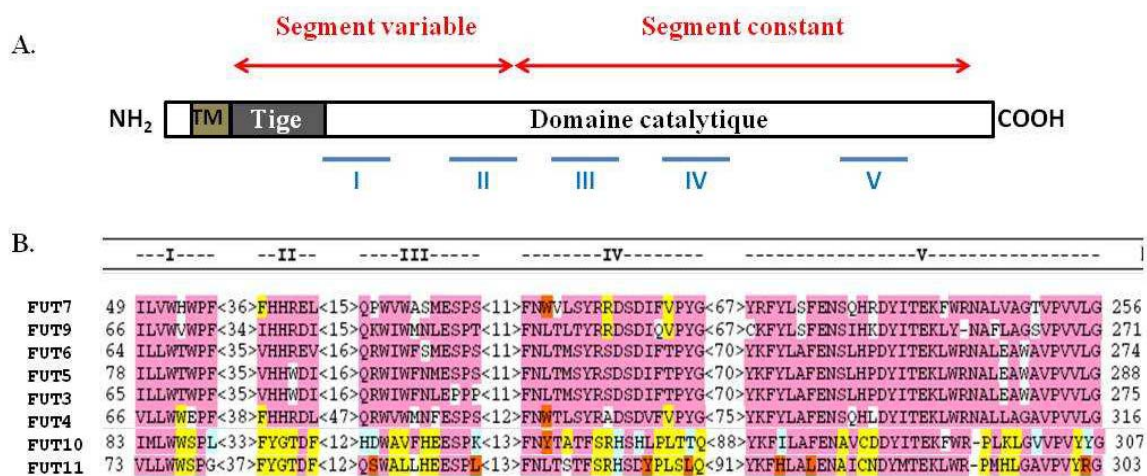 A.
Segment variable Segment constant
NH2 TM Tige Domaine catalytique COOH
I II III IV V
B.
---I---- --II--- -----III----- --------IV-------- -----------------V-----------------
FUT7 49 ILVWHWPF<36>FHHREL<15>QPWVWASMESPS<11>FNWVLSYRRDSDIFVPYG<67>YRFYLSFENSQHRDYITEKFWRNALVAGTVPVVLG 256
FUT9 66 ILVWVWPF<34>IHHRDI<15>QKWIWMNLESPT<11>FNLTLTYRRDSDIQVPYG<67>CKFYLSFENSIHKDYITEKLY-NAFLAGSVPVVLG 271
FUT6 64 ILLWTWPF<35>VHHREV<16>QRWIWFSMESPS<11>FNLTMSYRSDSDIFTPYG<70>YKFYLAFENSLHPDYITEKLWRNALEAWAVPVVLG 274
FUT5 78 ILLWTWPF<35>VHHWDI<16>QRWIWFNMESPS<11>FNLTMSYRSDSDIFTPYG<70>YKFYLAFENSLHPDYITEKLWRNALEAWAVPVVLG 288
FUT3 65 ILLWTWPF<35>VHHWDI<16>QRWIWFNLEPPP<11>FNLTMSYRSDSDIFTPYG<70>YKFYLAFENSLHPDYITEKLWRNALEAWAVPVVLG 275
FUT4 66 VLLWWEPF<38>FHHRDL<47>QRWVWMNFESPS<12>FNWTLSYRADSDVFVPYG<71>YKFYLAFENSQHLDYITEKLWRNALLAGAVPVVLG 316
FUT10 83 IMLWWSPL<33>FYGTDF<12>HDWAVFHEESPK<13>FNYTATFSRHSHLPLTTQ<88>YKFILAFENAVCDDYITEKFWR-PLKLGVVPVYYG 307
FUT11 73 VLLWWSPG<37>FFGTDF<12>QSWALLHEESPL<13>FNLTSTFSRHSDYPLSLQ<91>YKFHLALENAICNDYMTEKLWR-PMHLGAVPVYRG 303